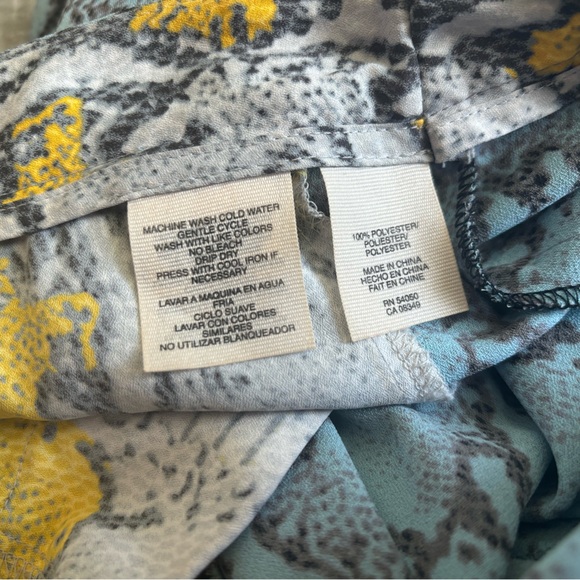 MACHINE WASH COLD WATER
GENTLE CYCLE
WASH WITH LIKE COLORS
NO BLEACH
DRIP DRY
PRESS WITH COOL IRON IF
NECESSARY
LAVAR A MAQUINA EN AGUA
FRIA
CICLO SUAVE
LAVAR CON COLORES
SIMILARES
NO UTILIZAR BLANQUEADOR
100% POLYESTER/
POLIESTER/
POLYESTER
MADE IN CHINA
HECHO EN CHINA
FAIT EN CHINE
RN 54050
CA 09349